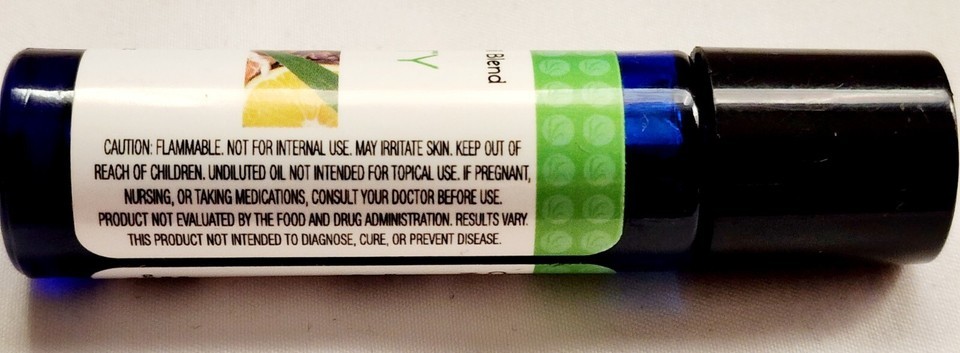 Blend
Y
CAUTION: FLAMMABLE. NOT FOR INTERNAL USE. MAY IRRITATE SKIN. KEEP OUT OF
REACH OF CHILDREN. UNDILUTED OIL NOT INTENDED FOR TOPICAL USE. IF PREGNANT,
NURSING, OR TAKING MEDICATIONS, CONSULT YOUR DOCTOR BEFORE USE.
PRODUCT NOT EVALUATED BY THE FOOD AND DRUG ADMINISTRATION. RESULTS VARY.
THIS PRODUCT NOT INTENDED TO DIAGNOSE, CURE, OR PREVENT DISEASE.